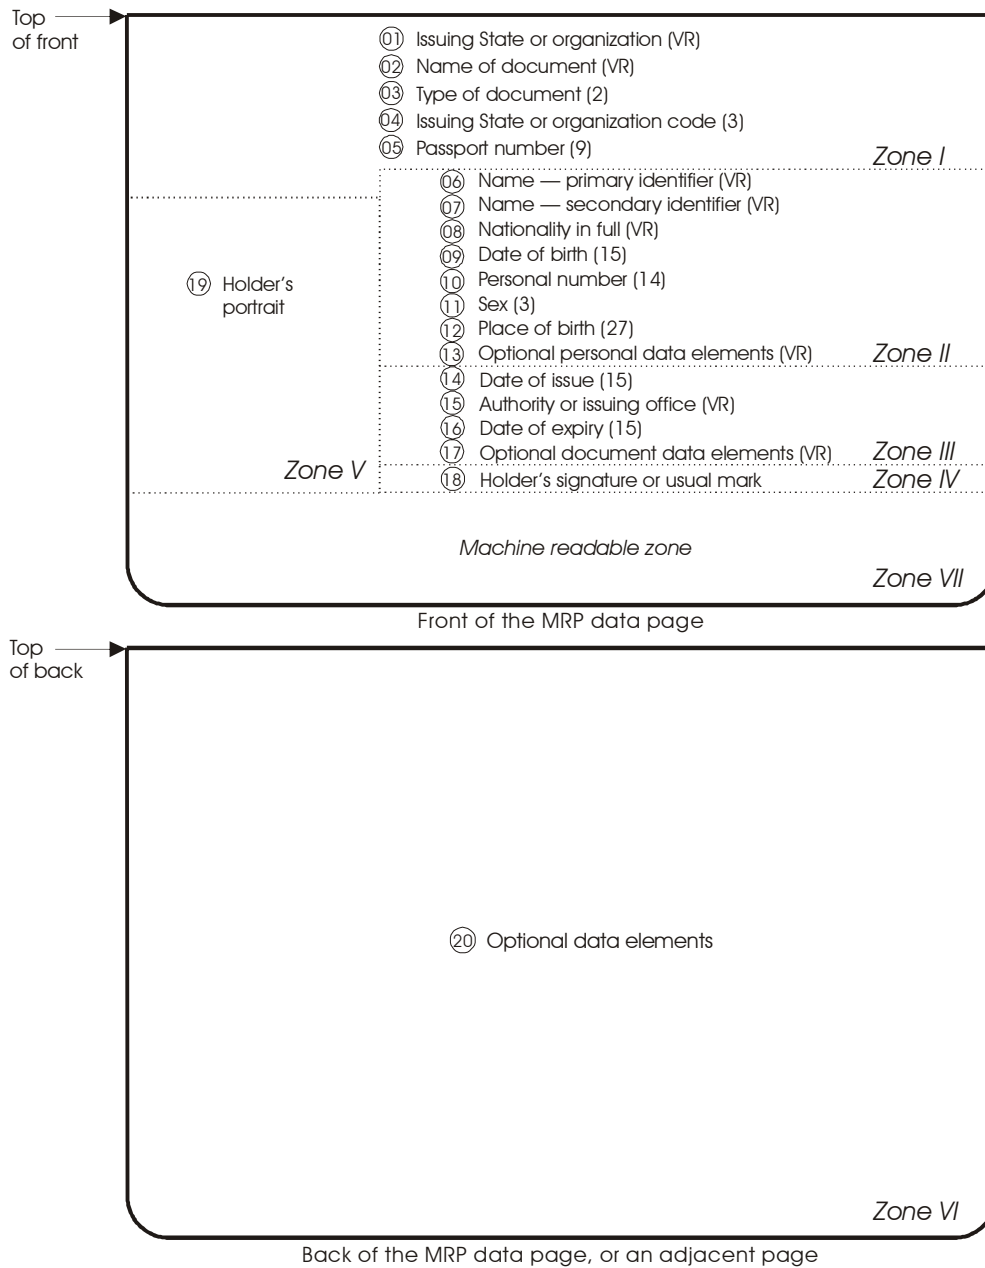 Top
of front
01 Issuing State or organization (VR)
02 Name of document (VR)
03 Type of document (2)
04 Issuing State or organization code (3)
05 Passport number (9)
Zone I
06 Name — primary identifier (VR)
07 Name — secondary identifier (VR)
08 Nationality in full (VR)
09 Date of birth (15)
10 Personal number (14)
11 Sex (3)
12 Place of birth (27)
13 Optional personal data elements (VR)
Zone II
19 Holder's
portrait
Zone V
14 Date of issue (15)
15 Authority or issuing office (VR)
16 Date of expiry (15)
17 Optional document data elements (VR)
Zone III
18 Holder's signature or usual mark
Zone IV
Machine readable zone
Zone VII
Front of the MRP data page
Top
of back
20 Optional data elements
Zone VI
Back of the MRP data page, or an adjacent page